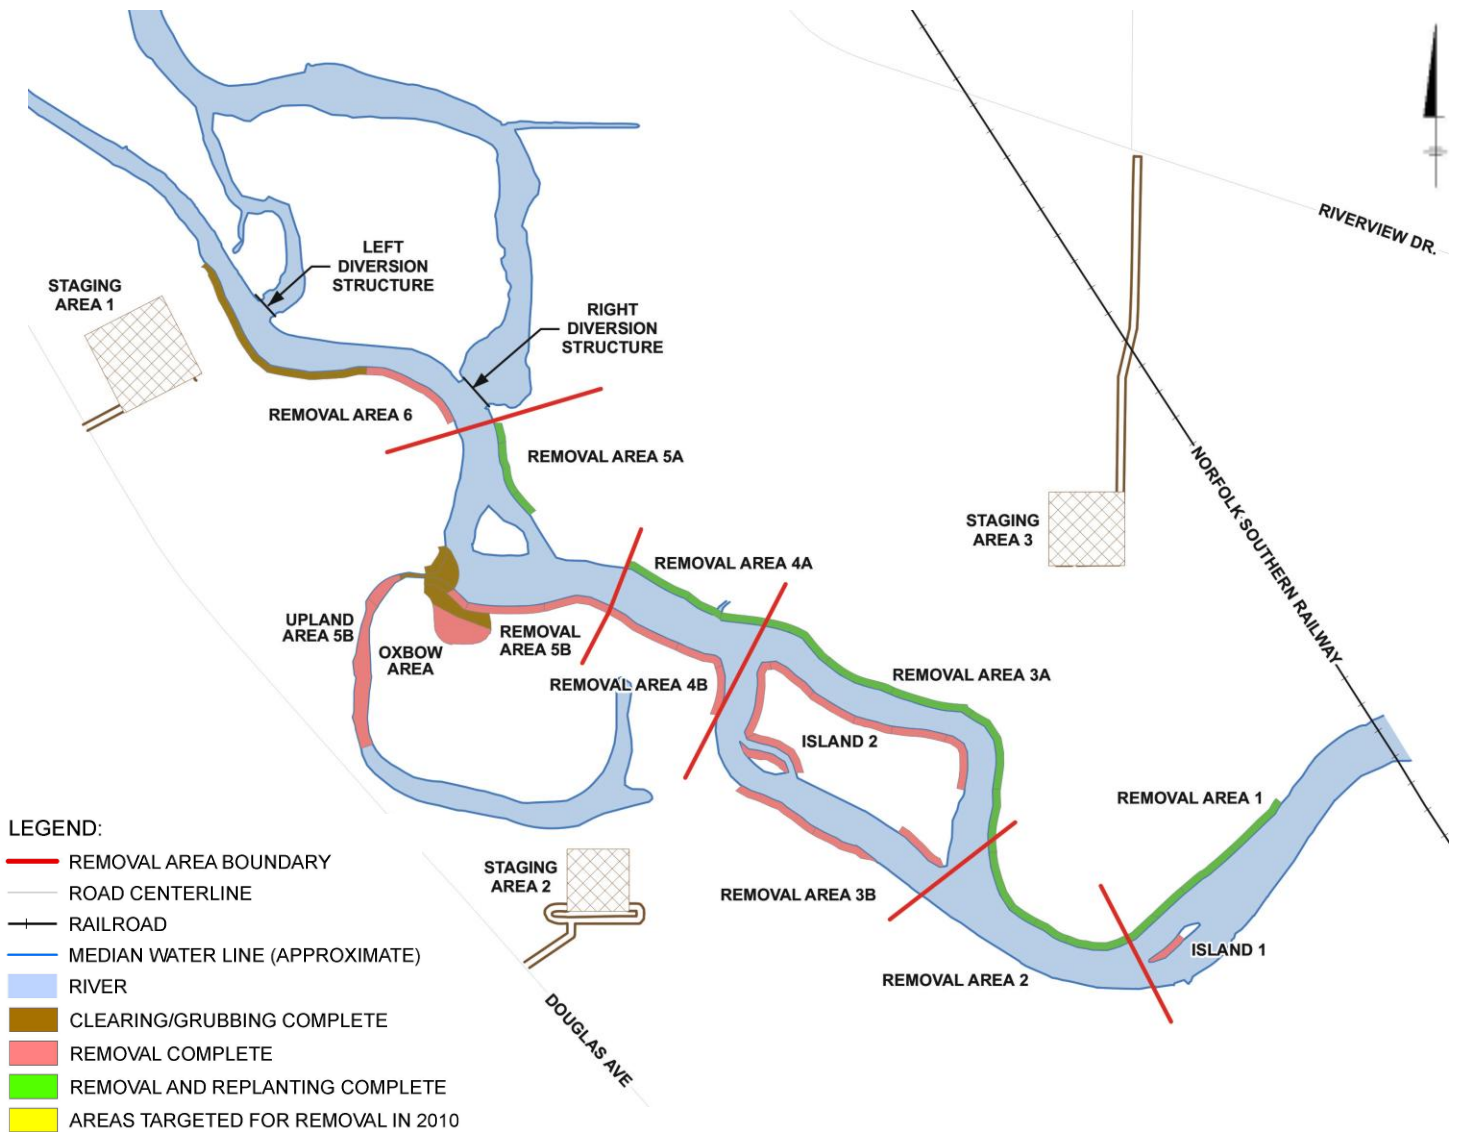 RIVERVIEW DR.
LEFT
DIVERSION
STRUCTURE
STAGING
AREA 1
RIGHT
DIVERSION
STRUCTURE
REMOVAL AREA 6
REMOVAL AREA 5A
NORFOLK SOUTHERN RAILWAY
STAGING
AREA 3
REMOVAL AREA 4A
UPLAND
AREA 5B
OXBOW
AREA
REMOVAL
AREA 5B
REMOVAL AREA 4B
REMOVAL AREA 3A
ISLAND 2
REMOVAL AREA 1
STAGING
AREA 2
REMOVAL AREA 3B
ISLAND 1
REMOVAL AREA 2
DOUGLAS AVE
LEGEND:
REMOVAL AREA BOUNDARY
ROAD CENTERLINE
RAILROAD
MEDIAN WATER LINE (APPROXIMATE)
RIVER
CLEARING/GRUBBING COMPLETE
REMOVAL COMPLETE
REMOVAL AND REPLANTING COMPLETE
AREAS TARGETED FOR REMOVAL IN 2010